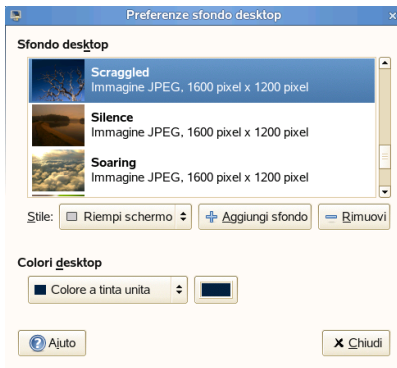 Preferenze sfondo desktop
Sfondo desktop
Scraggled
Immagine JPEG, 1600 pixel x 1200 pixel
Silence
Immagine JPEG, 1600 pixel x 1200 pixel
Soaring
Immagine JPEG, 1600 pixel x 1200 pixel
Stile: Riempi schermo Aggiungi sfondo Rimuovi
Colori desktop
Colore a tinta unita
Aiuto Chiudi